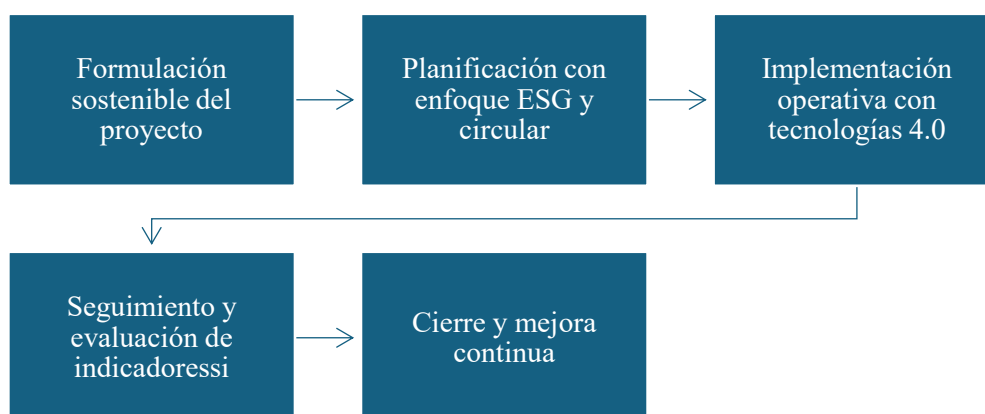 Formulación
sostenible del
proyecto
Planificación con
enfoque ESG y
circular
Implementación
operativa con
tecnologías 4.0
Seguimiento y
evaluación de
indicadoressi
Cierre y mejora
continua